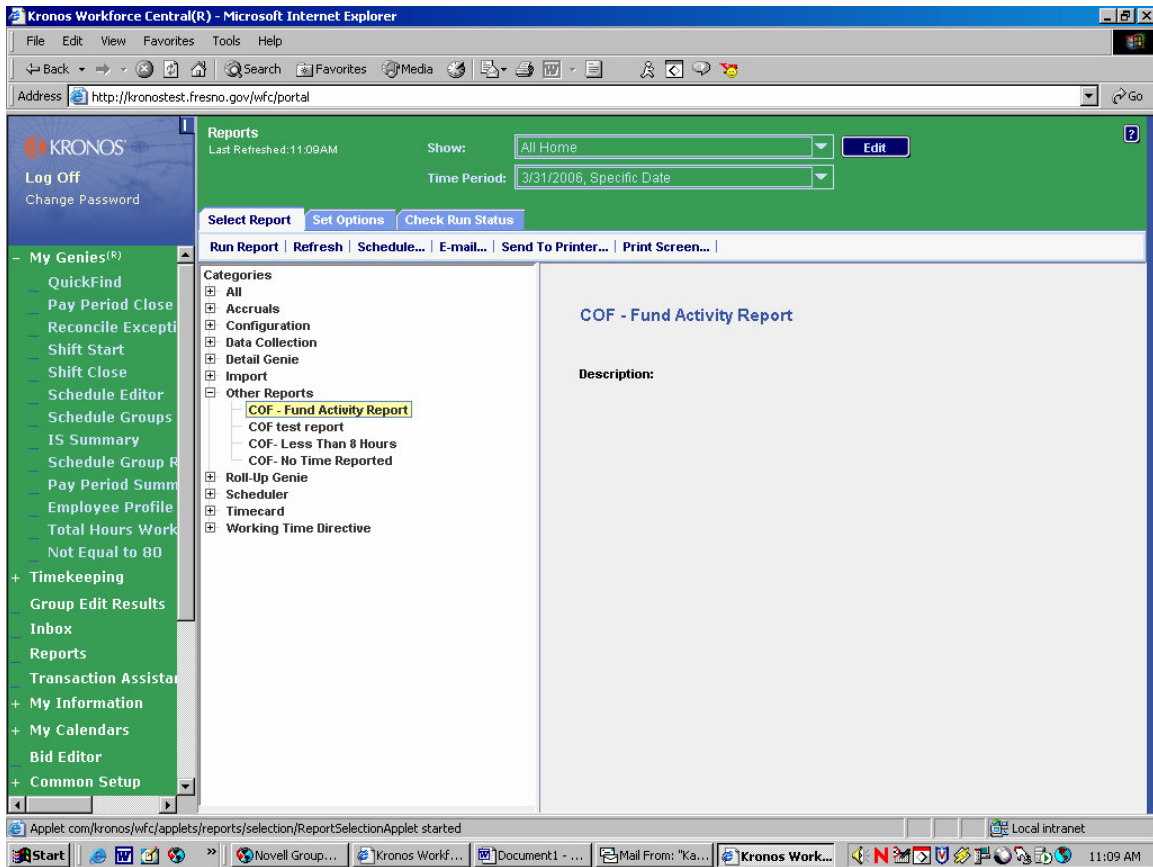 Kronos Workforce Central(R) - Microsoft Internet Explorer
File Edit View Favorites Tools Help
Back Search Favorites Media
Address http://kronostest.fresno.gov/wfc/portal Go
KRONOS
Log Off
Change Password
Reports
Last Refreshed:11:09AM
Show: All Home Edit
Time Period: 3/31/2006, Specific Date
Select Report Set Options Check Run Status
Run Report | Refresh | Schedule... | E-mail... | Send To Printer... | Print Screen... |
My Genies(R)
QuickFind
Pay Period Close
Reconcile Excepti
Shift Start
Shift Close
Schedule Editor
Schedule Groups
IS Summary
Schedule Group R
Pay Period Summ
Employee Profile
Total Hours Work
Not Equal to 80
Timekeeping
Group Edit Results
Inbox
Reports
Transaction Assistan
My Information
My Calendars
Bid Editor
Common Setup
Categories
All
Accruals
Configuration
Data Collection
Detail Genie
Import
Other Reports
COF - Fund Activity Report
COF test report
COF- Less Than 8 Hours
COF- No Time Reported
Roll-Up Genie
Scheduler
Timecard
Working Time Directive
COF - Fund Activity Report
Description:
Applet com/kronos/wfc/applets/reports/selection/ReportSelectionApplet started
Local intranet
Start Novell Group... Kronos Workf... Document1 - ... Mail From: "Ka... Kronos Work... 11:09 AM